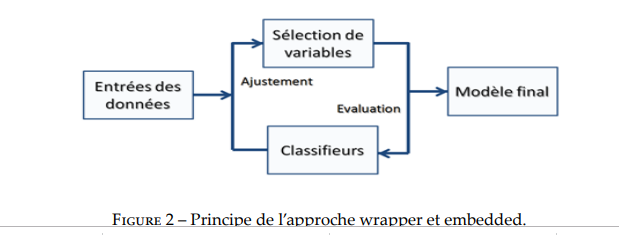 Sélection de
variables
Entrées des
données
Ajustement
Evaluation
Modèle final
Classifieurs
FIGURE 2 – Principe de l'approche wrapper et embedded.